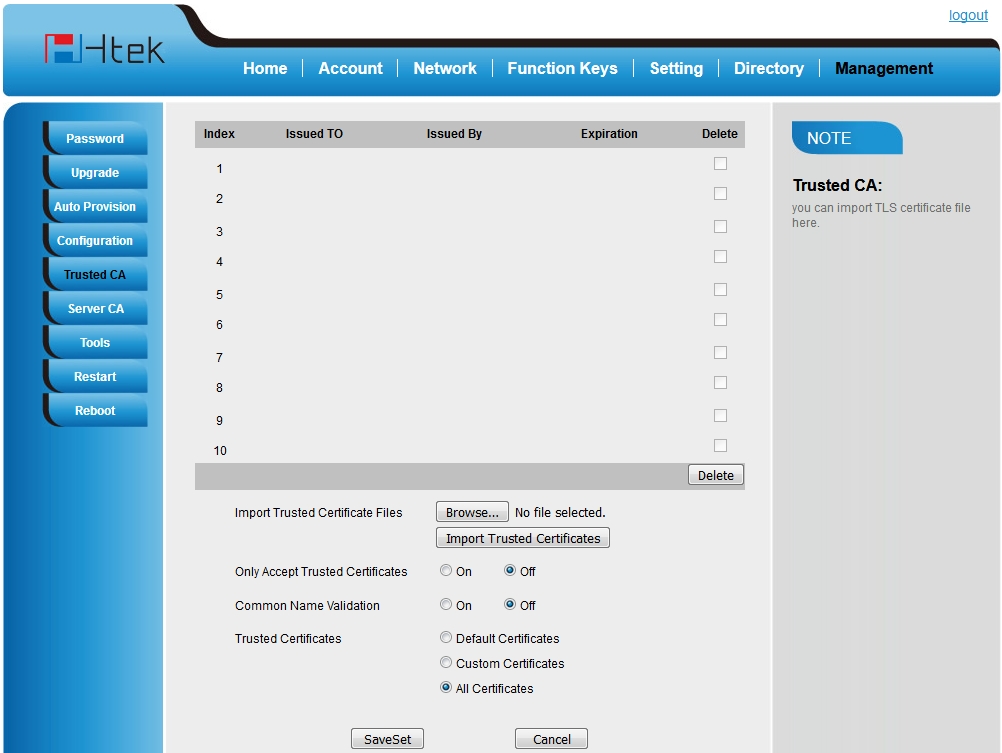 logout
Htek
Home Account Network Function Keys Setting Directory Management
Password
Upgrade
Auto Provision
Configuration
Trusted CA
Server CA
Tools
Restart
Reboot
Index Issued TO Issued By Expiration Delete
1
2
3
4
5
6
7
8
9
10
Delete
Import Trusted Certificate Files Browse... No file selected.
Import Trusted Certificates
Only Accept Trusted Certificates On Off
Common Name Validation On Off
Trusted Certificates Default Certificates
Custom Certificates
All Certificates
SaveSet Cancel
NOTE
Trusted CA:
you can import TLS certificate file
here.